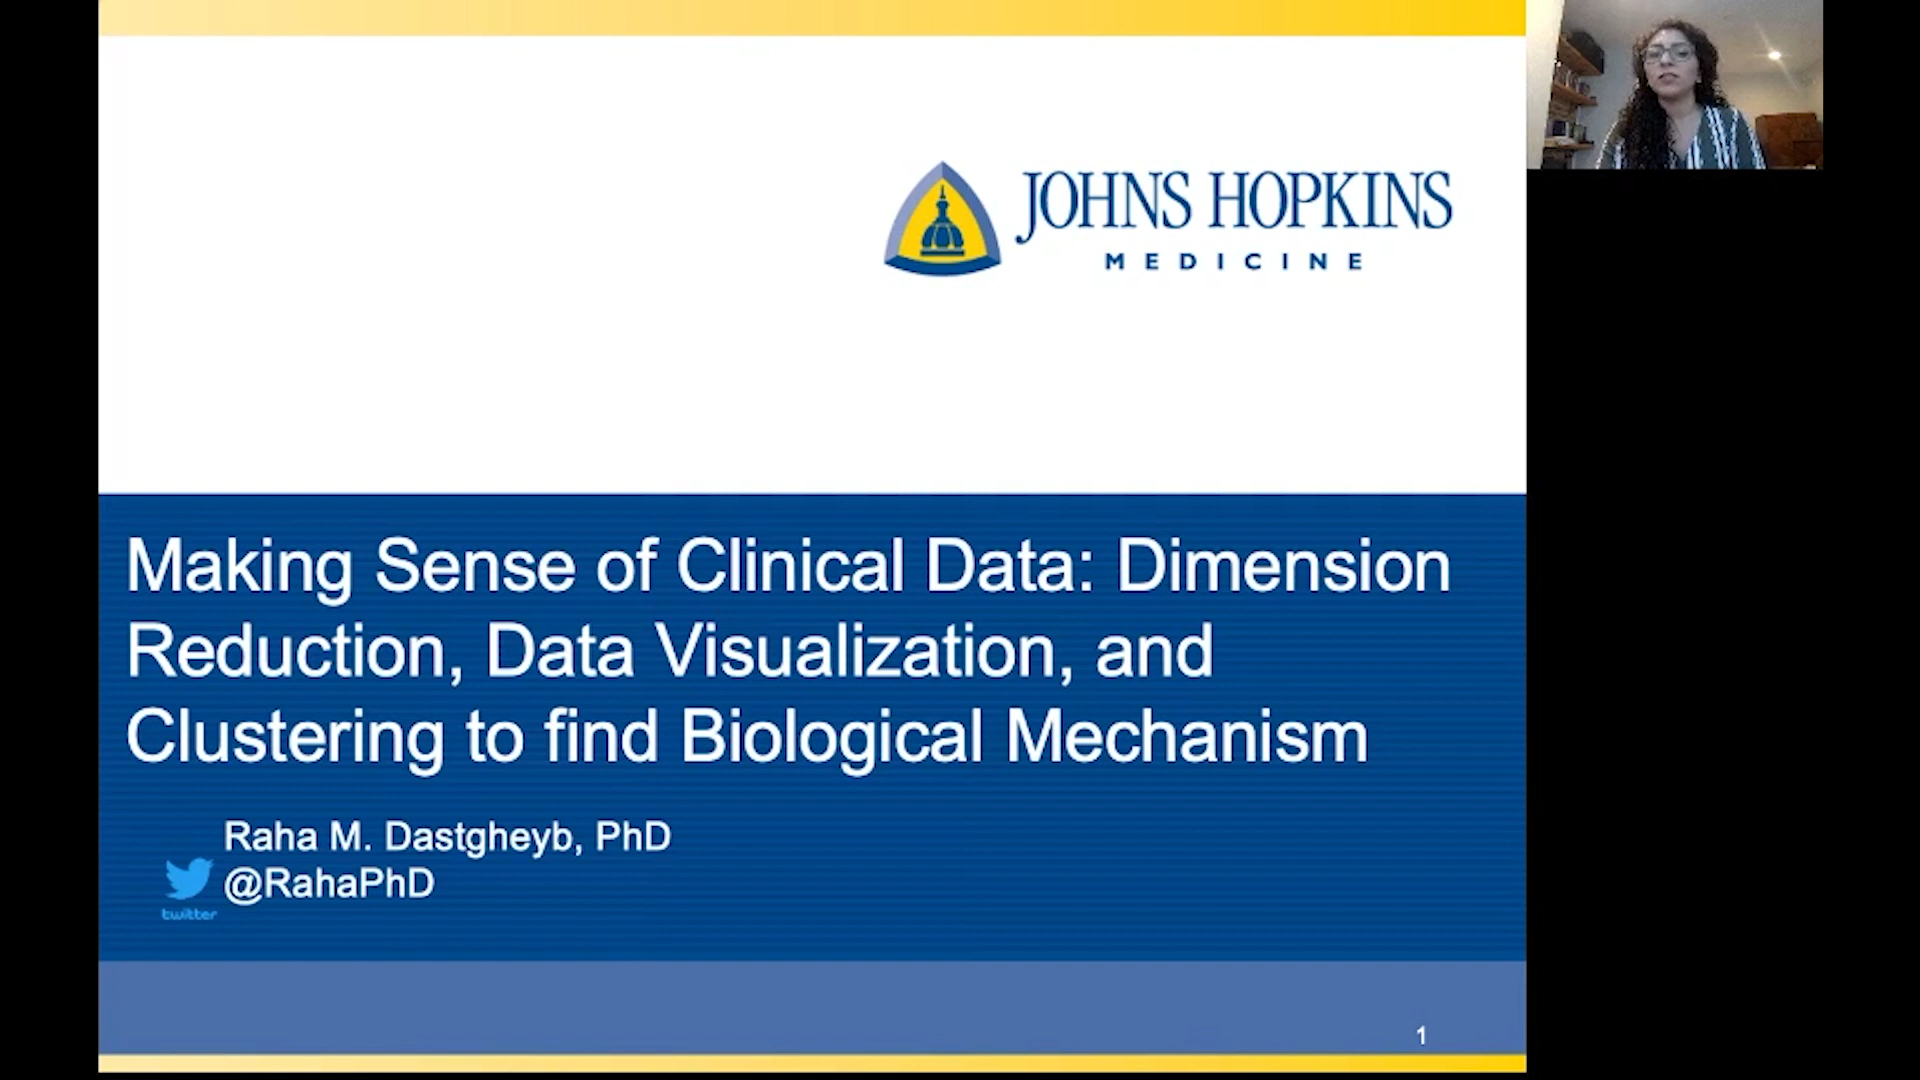 JOHNS HOPKINS
MEDICINE
Making Sense of Clinical Data: Dimension
Reduction, Data Visualization, and
Clustering to find Biological Mechanism
Raha M. Dastgheyb, PhD
@RahaPhD
twitter
1